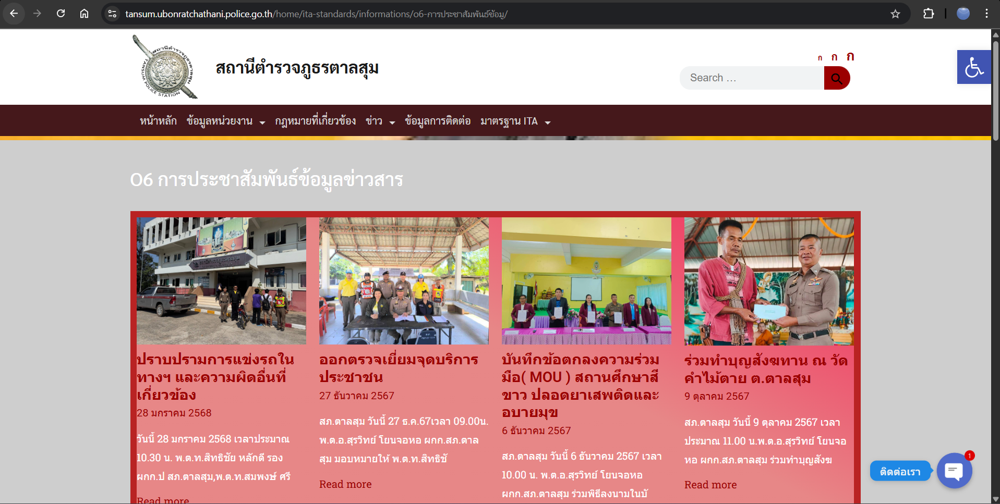 tansum.ubonratchathani.police.go.th/home/ita-standards/informations/o6-การประชาสัมพันธ์ข้อมู/
สถานีตำรวจภูธรตาลสุม
TANSUM POLICE STATION
สถานีตำรวจภูธรตาลสุม
ก ก ก
Search …
หน้าหลัก ข้อมูลหน่วยงาน กฎหมายที่เกี่ยวข้อง ข่าว ข้อมูลการติดต่อ มาตรฐาน ITA
O6 การประชาสัมพันธ์ข้อมูลข่าวสาร
ปราบปรามการแข่งรถใน
ทางฯ และความผิดอื่นที่
เกี่ยวข้อง
28 มกราคม 2568
วันนี้ 28 มกราคม 2568 เวลาประมาณ
10.30 น. พ.ต.ท.สิทธิชัย หลักดี รอง
ผกก.ป สภ.ตาลสุม,พ.ต.ท.สมพงษ์ ศรี
Read more
ออกตรวจเยี่ยมจุดบริการ
ประชาชน
27 ธันวาคม 2567
สภ.ตาลสุม วันนี้ 27 ธ.ค.67เวลา 09.00น.
พ.ต.อ.สุรวิทย์ โยนจอหอ ผกก.สภ.ตาล
สุม มอบหมายให้ พ.ต.ท.สิทธิชั
Read more
บันทึกข้อตกลงความร่วม
มือ( MOU ) สถานศึกษาสี
ขาว ปลอดยาเสพติดและ
อบายมุข
6 ธันวาคม 2567
สภ.ตาลสุม วันนี้ 6 ธันวาคม 2567 เวลา
10.00 น. พ.ต.อ.สุรวิทย์ โยนจอหอ
ผกก.สภ.ตาลสุม ร่วมพิธีลงนามในบั
ร่วมทำบุญสังฆทาน ณ วัด
คำไม้ตาย ต.ตาลสุม
9 ตุลาคม 2567
สภ.ตาลสุม วันนี้ 9 ตุลาคม 2567 เวลา
ประมาณ 11.00 น.พ.ต.อ.สุรวิทย์ โยนจอ
หอ ผกก.สภ.ตาลสุม ร่วมทำบุญสังฆ
Read more
ติดต่อเรา
1